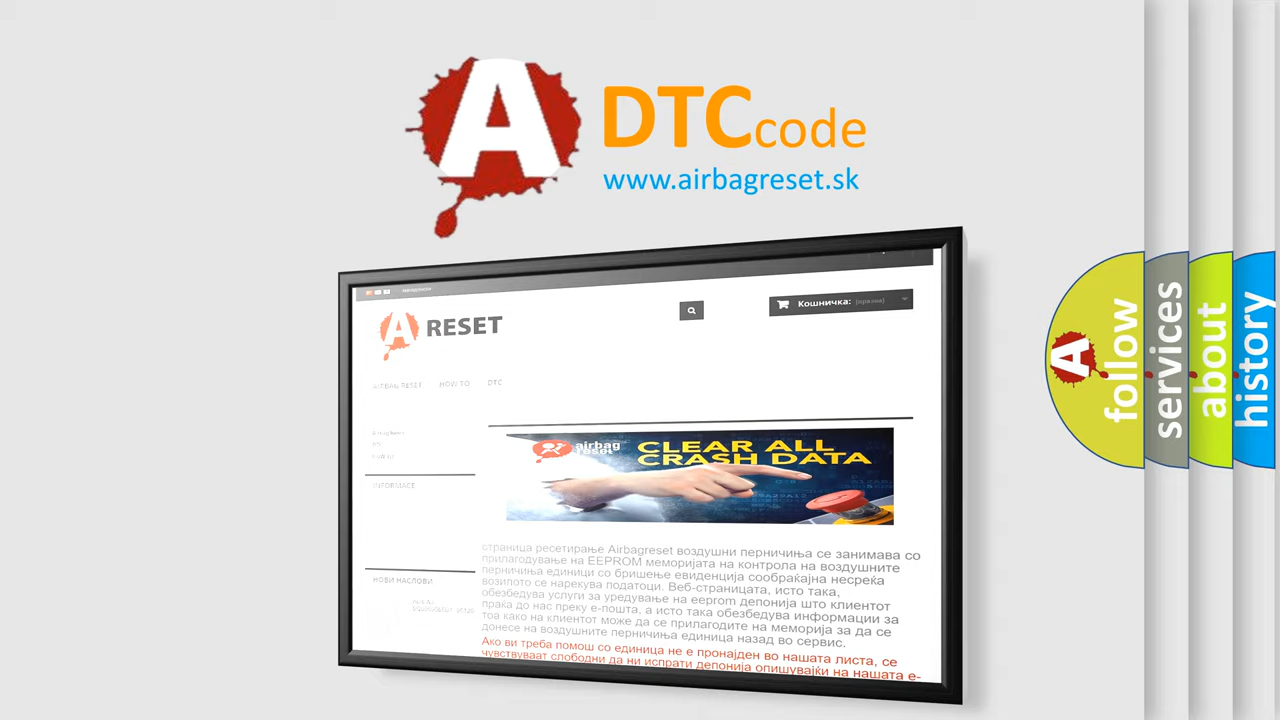 A DTCcode
www.airbagreset.sk
Кошничка: (празна)
A RESET
AIRBAG RESET HOW TO DTC
airbag reset
CLEAR ALL
CRASH DATA
INFORMACE
страница ресетирање Airbagreset воздушни перничиња се занимава со
прилагодување на EEPROM меморијата на контрола на воздушните
перничиња единици со бришење евиденција сообраќајна несреќа
возилото се нарекува податоци. Веб-страницата, исто така,
обезбедува услуги за уредување на eeprom депонија што клиентот
праќа до нас преку е-пошта, а исто така обезбедува информации за
тоа како на клиентот може да се прилагодите на меморија за да се
донесе на воздушните перничиња единица назад во сервис.
Ако ви треба помош со единица не е пронајден во нашата листа, се
чувствуваат слободни да ни испрати депонија опишувајќи на нашата е-
НОВИ НАСЛОВИ
A follow
services
about
history